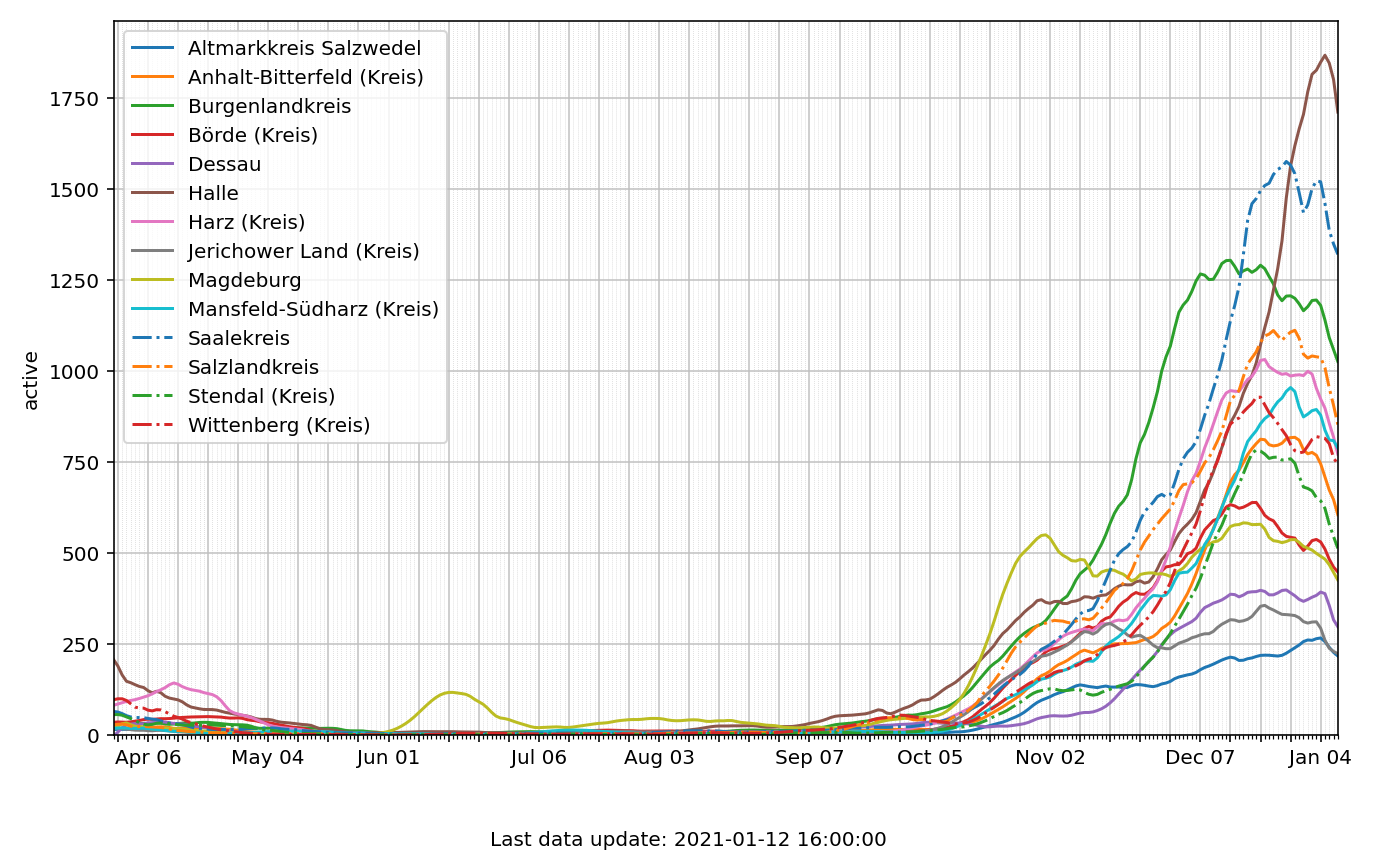 Altmarkkreis Salzwedel
Anhalt-Bitterfeld (Kreis)
Burgenlandkreis
Börde (Kreis)
Dessau
Halle
Harz (Kreis)
Jerichower Land (Kreis)
Magdeburg
Mansfeld-Südharz (Kreis)
Saalekreis
Salzlandkreis
Stendal (Kreis)
Wittenberg (Kreis)
active
1750
1500
1250
1000
750
500
250
0
Apr 06 May 04 Jun 01 Jul 06 Aug 03 Sep 07 Oct 05 Nov 02 Dec 07 Jan 04
Last data update: 2021-01-12 16:00:00